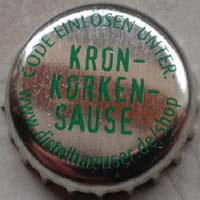 CODE EINLÖSEN UNTER:
KRON-
KORKEN-
SAUSE
www.distelhaeuser.de/shop